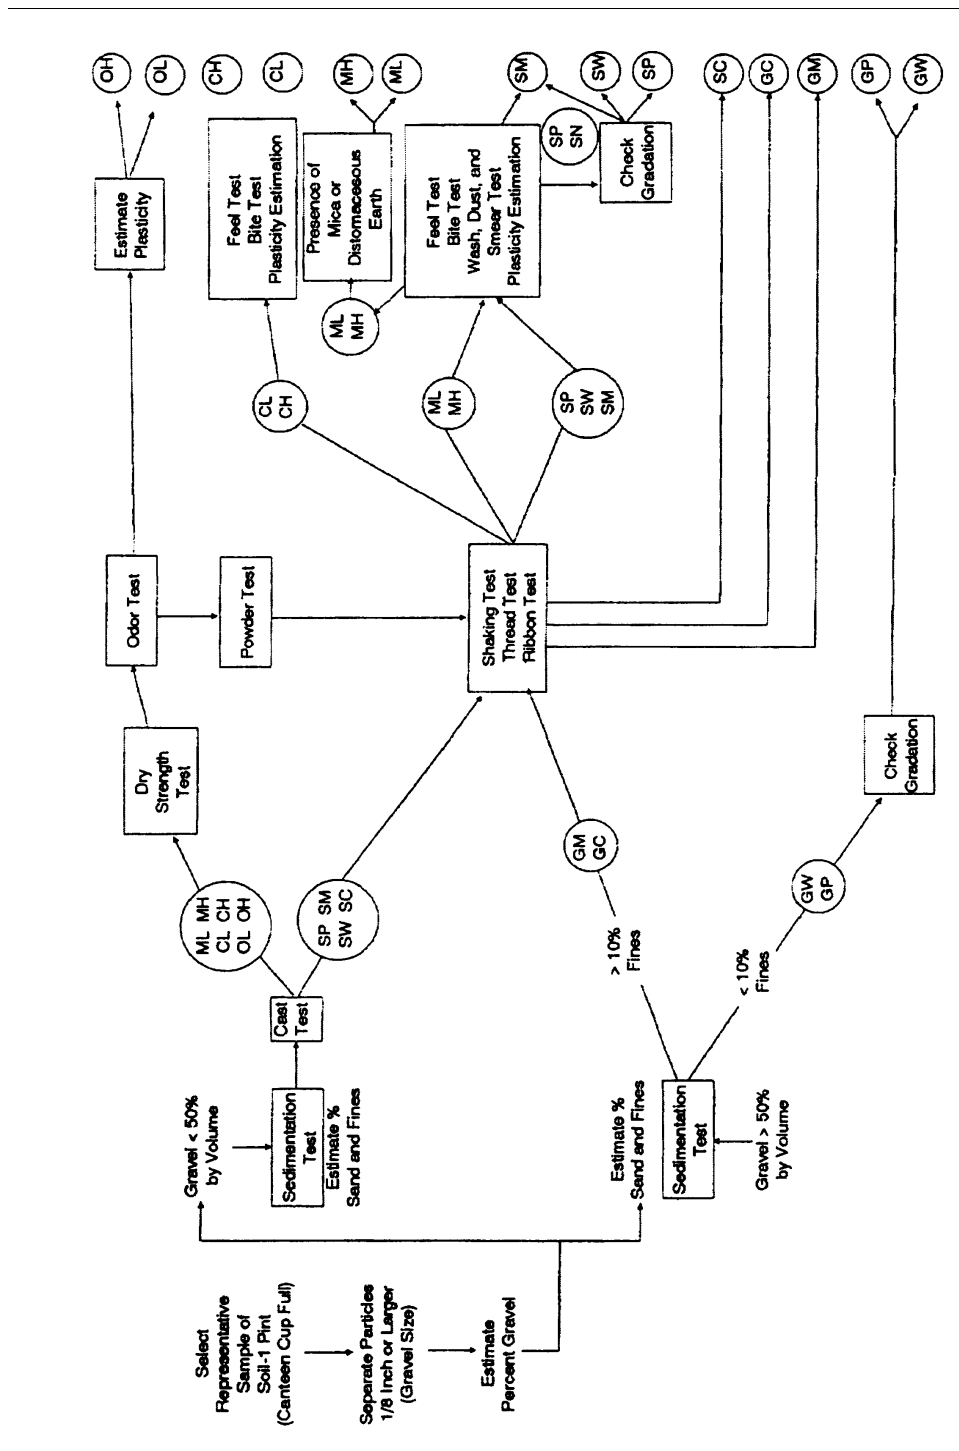 Select
Representative
Sample of
Soil-1 Pint
(Canteen Cup Full)
Separate Particles
1/8 Inch or Larger
(Gravel Size)
Estimate
Percent Gravel
Gravel < 50%
by Volume
Sedimentation
Test
Estimate %
Sand and Fines
Cast
Test
ML MH
CL CH
OL OH
SP SM
SW SC
Dry
Strength
Test
Odor Test
Powder Test
Estimate
Plasticity
OH
OL
CH
CL
MH
ML
SM
SW
SP
SC
GC
GM
GP
GW
Feel Test
Bite Test
Plasticity Estimation
Presence of
Mica or
Distomacesous
Earth
ML
MH
Feel Test
Bite Test
Wash, Dust, and
Smear Test
Plasticity Estimation
SP
SN
Check
Gradation
CL
CH
ML
MH
SP
SW
SM
Shaking Test
Thread Test
Ribbon Test
Estimate %
Sand and Fines
Sedimentation
Test
Gravel > 50%
by Volume
> 10%
Fines
GM
GC
< 10%
Fines
GW
GP
Check
Gradation